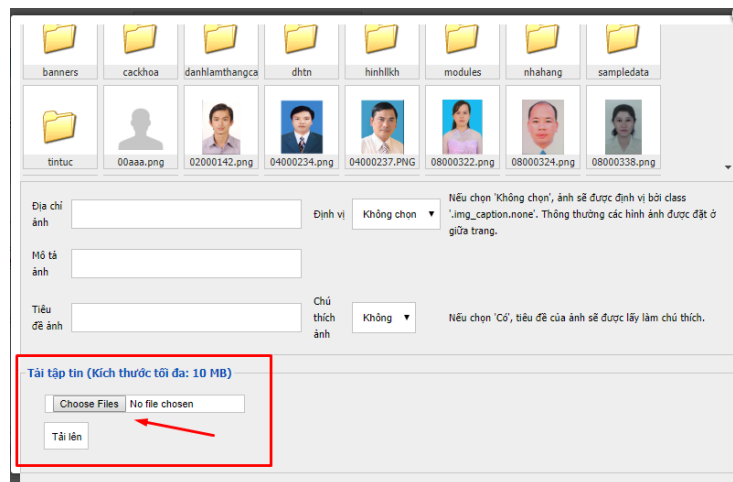 banners cackhoa danhlamthangca dhtn hinhllkh modules nhahang sampledata
tintuc 00aaa.png 02000142.png 04000234.png 04000237.PNG 08000322.png 08000324.png 08000338.png
Địa chỉ
ảnh
Định vị
Không chọn
Nếu chọn 'Không chọn', ảnh sẽ được định vị bởi class
'.img_caption.none'. Thông thường các hình ảnh được đặt ở
giữa trang.
Mô tả
ảnh
Tiêu
đề ảnh
Chú
thích
ảnh
Không
Nếu chọn 'Có', tiêu đề của ảnh sẽ được lấy làm chú thích.
Tải tập tin (Kích thước tối đa: 10 MB)
Choose Files No file chosen
Tải lên